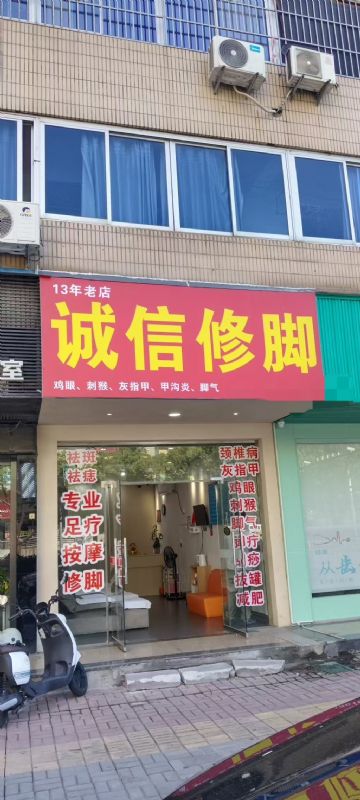 13年老店
诚信修脚
鸡眼、刺猴、灰指甲、甲沟炎、脚气
室
祛斑
祛痣
专业
足疗
按摩
修脚
颈椎病
灰指甲
鸡眼
刺猴
脚气
刮痧
拔罐
减肥